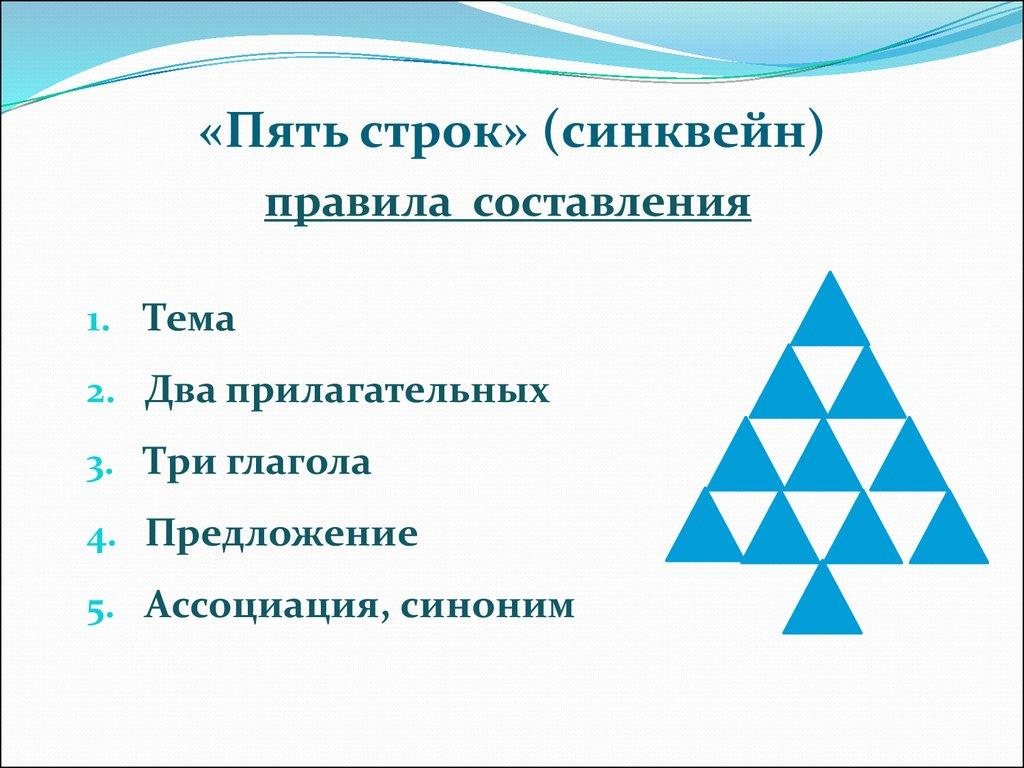 «Пять строк» (синквейн)
правила составления
1. Тема
2. Два прилагательных
3. Три глагола
4. Предложение
5. Ассоциация, синоним